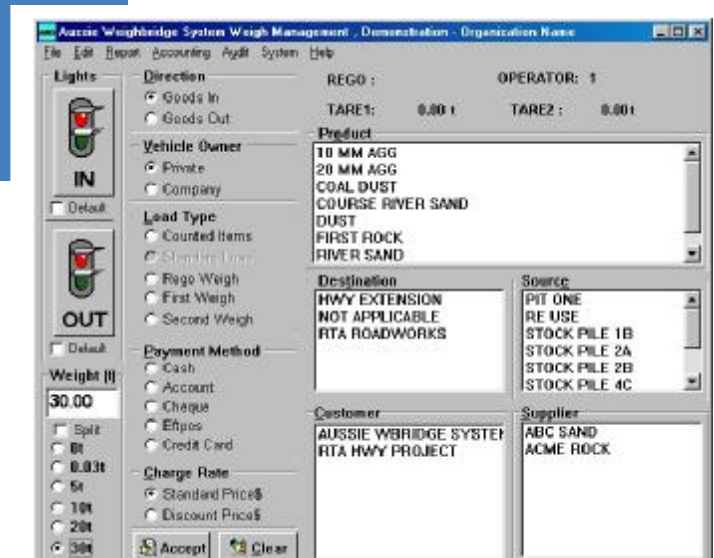 Aussie Weighbridge System Weigh Management , Demonstration - Organisation Name
File Edit Report Accounting Audit System Help
Lights
IN
Default
OUT
Default
Weight (t)
30.00
Split
0t
0.03t
5t
10t
20t
30t
Direction
Goods In
Goods Out
Vehicle Owner
Private
Company
Load Type
Counted Items
Rego Weigh
First Weigh
Second Weigh
Payment Method
Cash
Account
Cheque
Eftpos
Credit Card
Charge Rate
Standard Price$
Discount Price$
Accept Clear
REGO : OPERATOR: 1
TARE1: 0.00 t TARE2 : 0.00 t
Product
10 MM AGG
20 MM AGG
COAL DUST
COURSE RIVER SAND
DUST
FIRST ROCK
RIVER SAND
Destination
HWY EXTENSION
NOT APPLICABLE
RTA ROADWORKS
Source
PIT ONE
RE USE
STOCK PILE 1B
STOCK PILE 2A
STOCK PILE 2B
STOCK PILE 4C
Customer
AUSSIE WBRIDGE SYSTEM
RTA HWY PROJECT
Supplier
ABC SAND
ACME ROCK